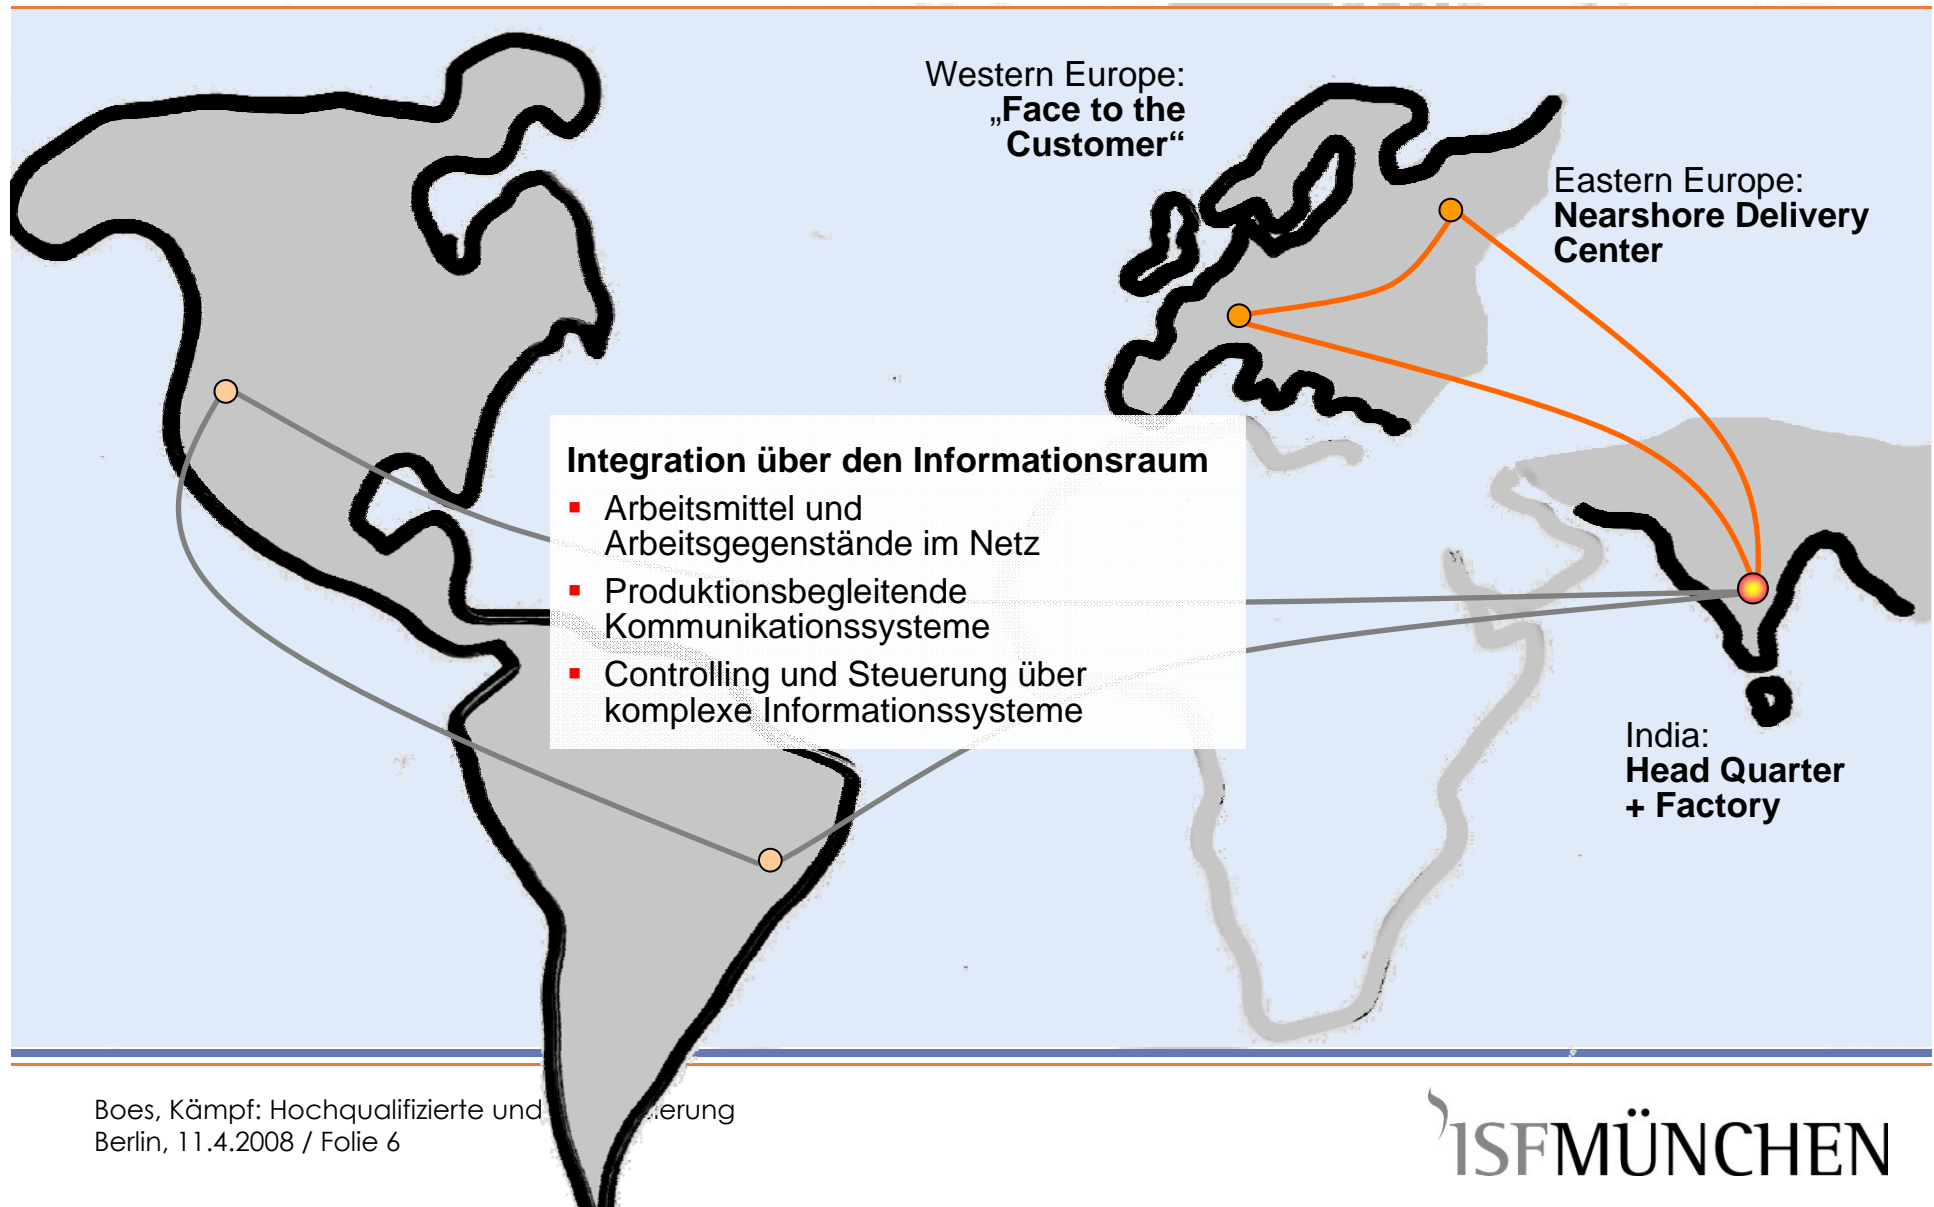 Western Europe:
„Face to the
Customer“
Eastern Europe:
Nearshore Delivery
Center
Integration über den Informationsraum
Arbeitsmittel und
Arbeitsgegenstände im Netz
Produktionsbegleitende
Kommunikationssysteme
Controlling und Steuerung über
komplexe Informationssysteme
India:
Head Quarter
+ Factory
Boes, Kämpf: Hochqualifizierte und ierung
Berlin, 11.4.2008 / Folie 6
ISFMÜNCHEN